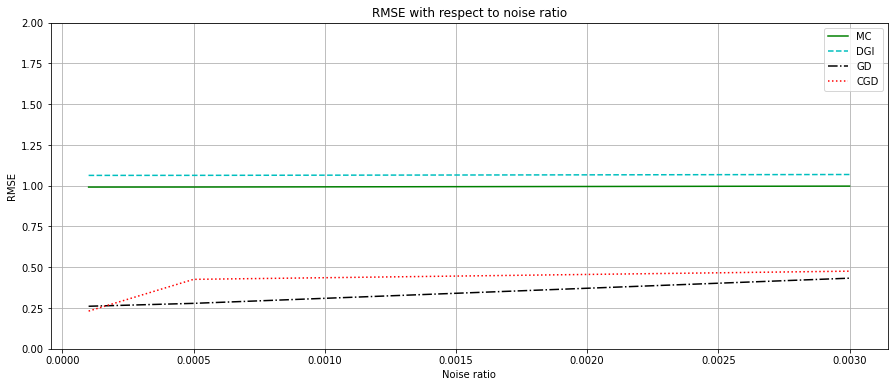 RMSE with respect to noise ratio
2.00
1.75
1.50
1.25
1.00
0.75
0.50
0.25
0.00
RMSE
MC
DGI
GD
CGD
0.0000
0.0005
0.0010
0.0015
0.0020
0.0025
0.0030
Noise ratio